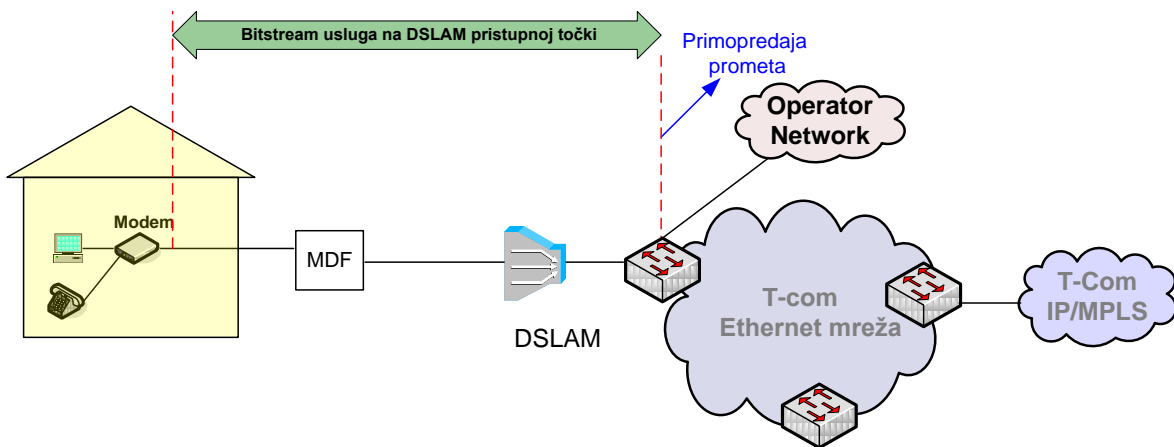 Bitstream usluga na DSLAM pristupnoj točki
Primopredaja
prometa
Operator
Network
Modem
MDF
DSLAM
T-com
Ethernet mreža
T-Com
IP/MPLS